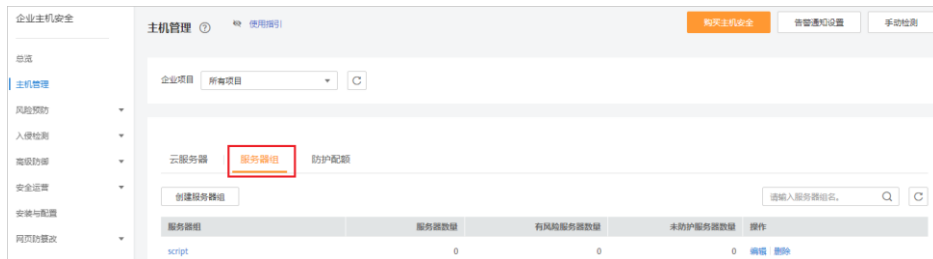 企业主机安全
主机管理 使用指引 购买主机安全 告警通知设置 手动检测
总览
主机管理
企业项目 所有项目
风险预防
入侵检测
云服务器 服务器组 防护配额
高级防御
安全运营
创建服务器组 请输入服务器组名。
安装与配置
服务器组 服务器数量 有风险服务器数量 未防护服务器数量 操作
网页防篡改
script 0 0 0 编辑 删除